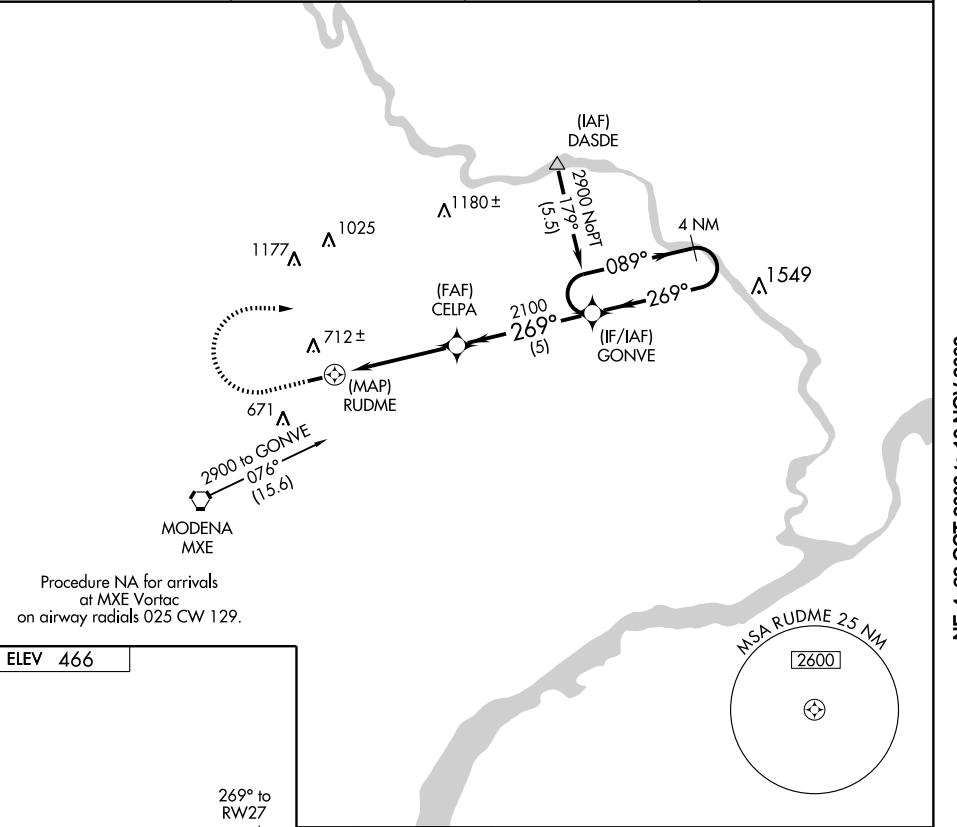 (IAF)
DASDE
2900 NoPT
179°
(5.5)
4 NM
1180 ±
1025
1177
089°
269°
1549
(FAF)
CELPA
2100
269°
(5)
(IF/IAF)
GONVE
712 ±
(MAP)
RUDME
671
2900 to GONVE
076°
(15.6)
MODENA
MXE
Procedure NA for arrivals
at MXE Vortac
on airway radials 025 CW 129.
ELEV 466
269° to
RW27
MSA RUDME 25 NM
2600